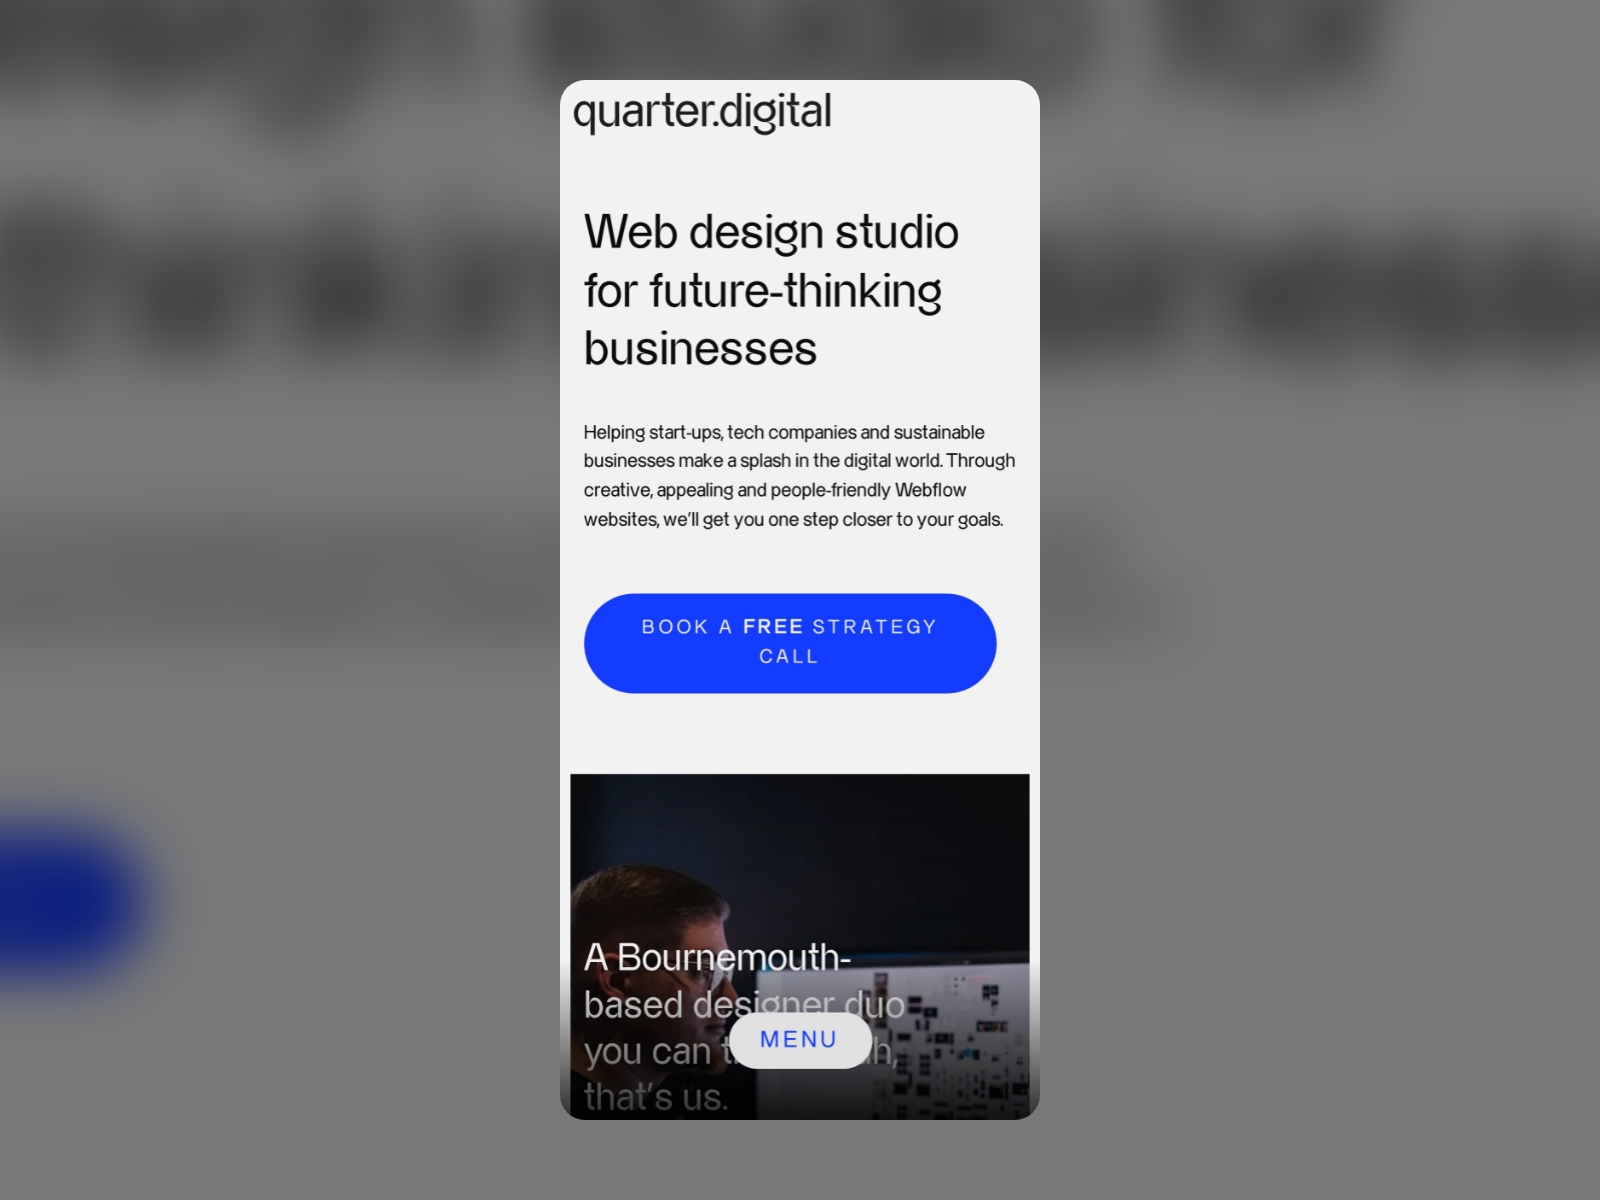 quarter.digital
Web design studio
for future-thinking
businesses
Helping start-ups, tech companies and sustainable
businesses make a splash in the digital world. Through
creative, appealing and people-friendly Webflow
websites, we’ll get you one step closer to your goals.
BOOK A FREE STRATEGY
CALL
A Bournemouth-
based designer duo
you can
that’s us.
MENU